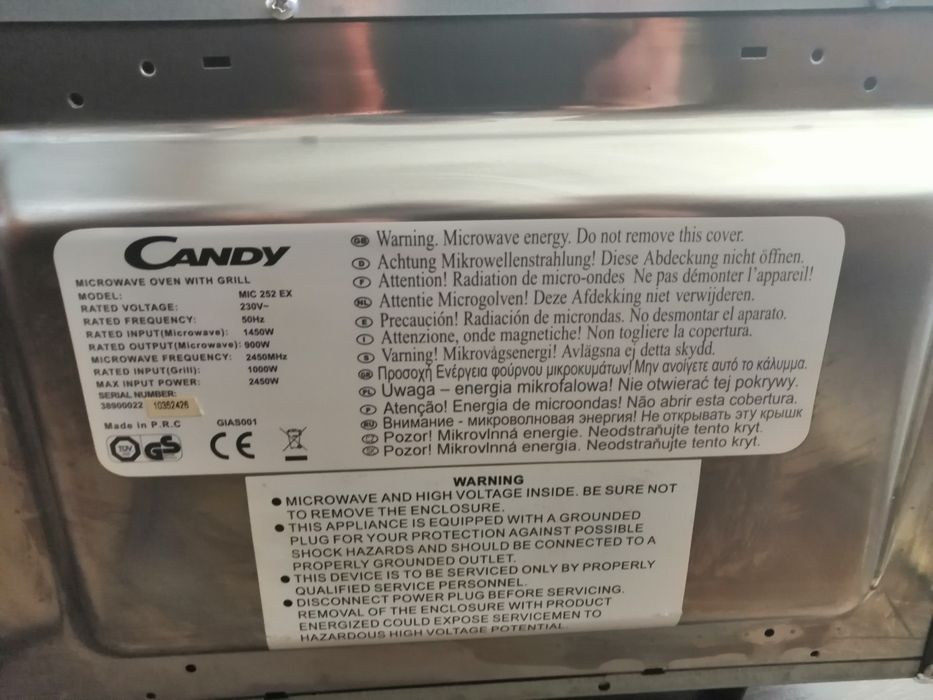 CANDY
MICROWAVE OVEN WITH GRILL
MODEL: MIC 252 EX
RATED VOLTAGE: 230V~
RATED FREQUENCY: 50Hz
RATED INPUT(Microwave): 1450W
RATED OUTPUT(Microwave): 900W
MICROWAVE FREQUENCY: 2450MHz
RATED INPUT(Grill): 1000W
MAX INPUT POWER: 2450W
SERIAL NUMBER:
38900022 10352426
Made in P.R.C GIAS001
TÜV GS CE
GB Warning. Microwave energy. Do not remove this cover.
D Achtung Mikrowellenstrahlung! Diese Abdeckung nicht öffnen.
F Attention! Radiation de micro-ondes Ne pas démonter l'appareil!
NL Attentie Microgolven! Deze Afdekking niet verwijderen.
E Precaución! Radiación de microndas. No desmontar el aparato.
I Attenzione, onde magnetiche! Non togliere la copertura.
S Varning! Mikrovågsenergi! Avlägsna ej detta skydd.
GR Προσοχή Ενέργεια φούρνου μικροκυμάτων! Μην ανοίγετε αυτό το κάλυμμα.
PL Uwaga – energia mikrofalowa! Nie otwierać tej pokrywy.
P Atenção! Energia de microondas! Não abrir esta cobertura.
RU Внимание - микроволновая энергия! Не открывать эту крышк
CZ Pozor! Mikrovlnná energie. Neodstraňujte tento kryt.
SK Pozor! Mikrovlnná energia. Neodstraňujte tento kryt.
WARNING
● MICROWAVE AND HIGH VOLTAGE INSIDE. BE SURE NOT
TO REMOVE THE ENCLOSURE.
● THIS APPLIANCE IS EQUIPPED WITH A GROUNDED
PLUG FOR YOUR PROTECTION AGAINST POSSIBLE
SHOCK HAZARDS AND SHOULD BE CONNECTED TO A
PROPERLY GROUNDED OUTLET.
● THIS DEVICE IS TO BE SERVICED ONLY BY PROPERLY
QUALIFIED SERVICE PERSONNEL.
● DISCONNECT POWER PLUG BEFORE SERVICING.
REMOVAL OF THE ENCLOSURE WITH PRODUCT
ENERGIZED COULD EXPOSE SERVICEMEN TO
HAZARDOUS HIGH VOLTAGE POTENTIAL.